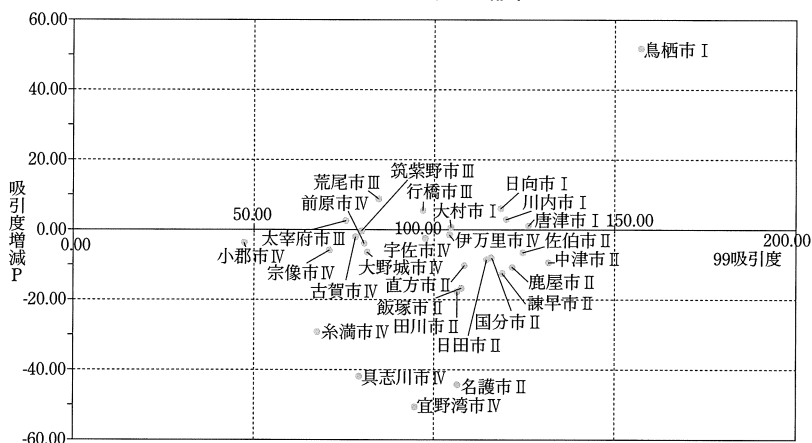 60.00
鳥栖市Ⅰ
40.00
20.00
筑紫野市Ⅲ
荒尾市Ⅲ
行橋市Ⅲ
日向市Ⅰ
前原市Ⅳ
大村市Ⅰ
川内市Ⅰ
唐津市Ⅰ
0.00
50.00
100.00
150.00
200.00
0.00
太宰府市Ⅲ
宇佐市Ⅳ
伊万里市Ⅳ
佐伯市Ⅱ
99吸引度
小郡市Ⅳ
宗像市Ⅳ
大野城市Ⅳ
中津市Ⅱ
古賀市Ⅳ
直方市Ⅱ
鹿屋市Ⅱ
飯塚市Ⅱ
諫早市Ⅱ
田川市Ⅱ
国分市Ⅱ
日田市Ⅱ
-20.00
糸満市Ⅳ
-40.00
具志川市Ⅳ
名護市Ⅱ
宜野湾市Ⅳ
-60.00
吸引度増減P